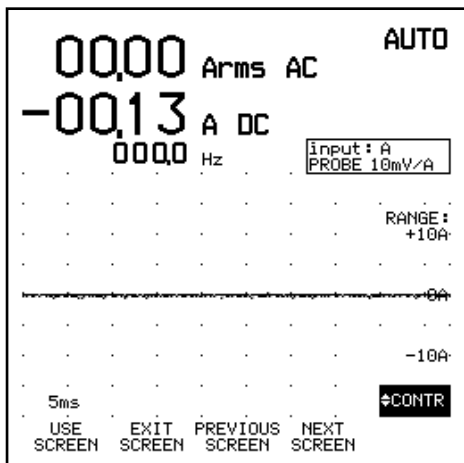 AUTO
00.00 Arms AC
-00.13 A DC
000.0 Hz
input: A
PROBE 10mV/A
RANGE:
+10A
0A
-10A
5ms
CONTR
USE SCREEN
EXIT SCREEN
PREVIOUS SCREEN
NEXT SCREEN